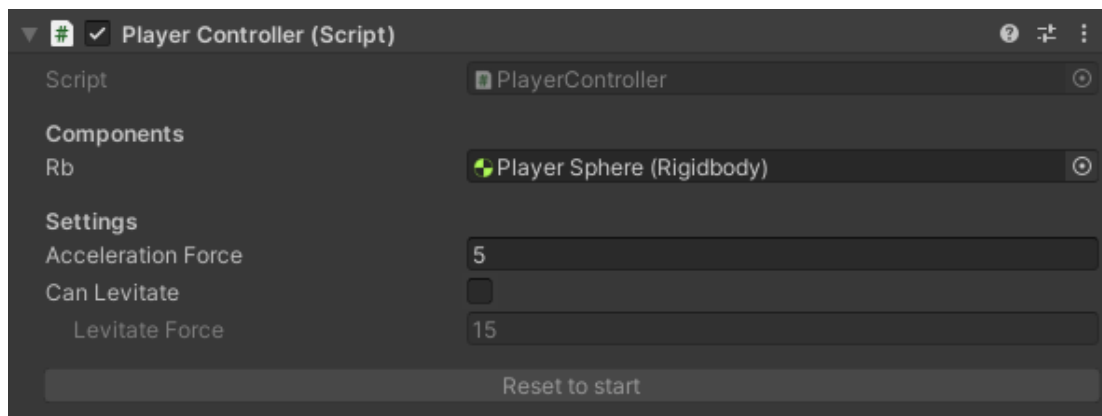 # Player Controller (Script)
Script # PlayerController
Components
Rb Player Sphere (Rigidbody)
Settings
Acceleration Force 5
Can Levitate
Levitate Force 15
Reset to start